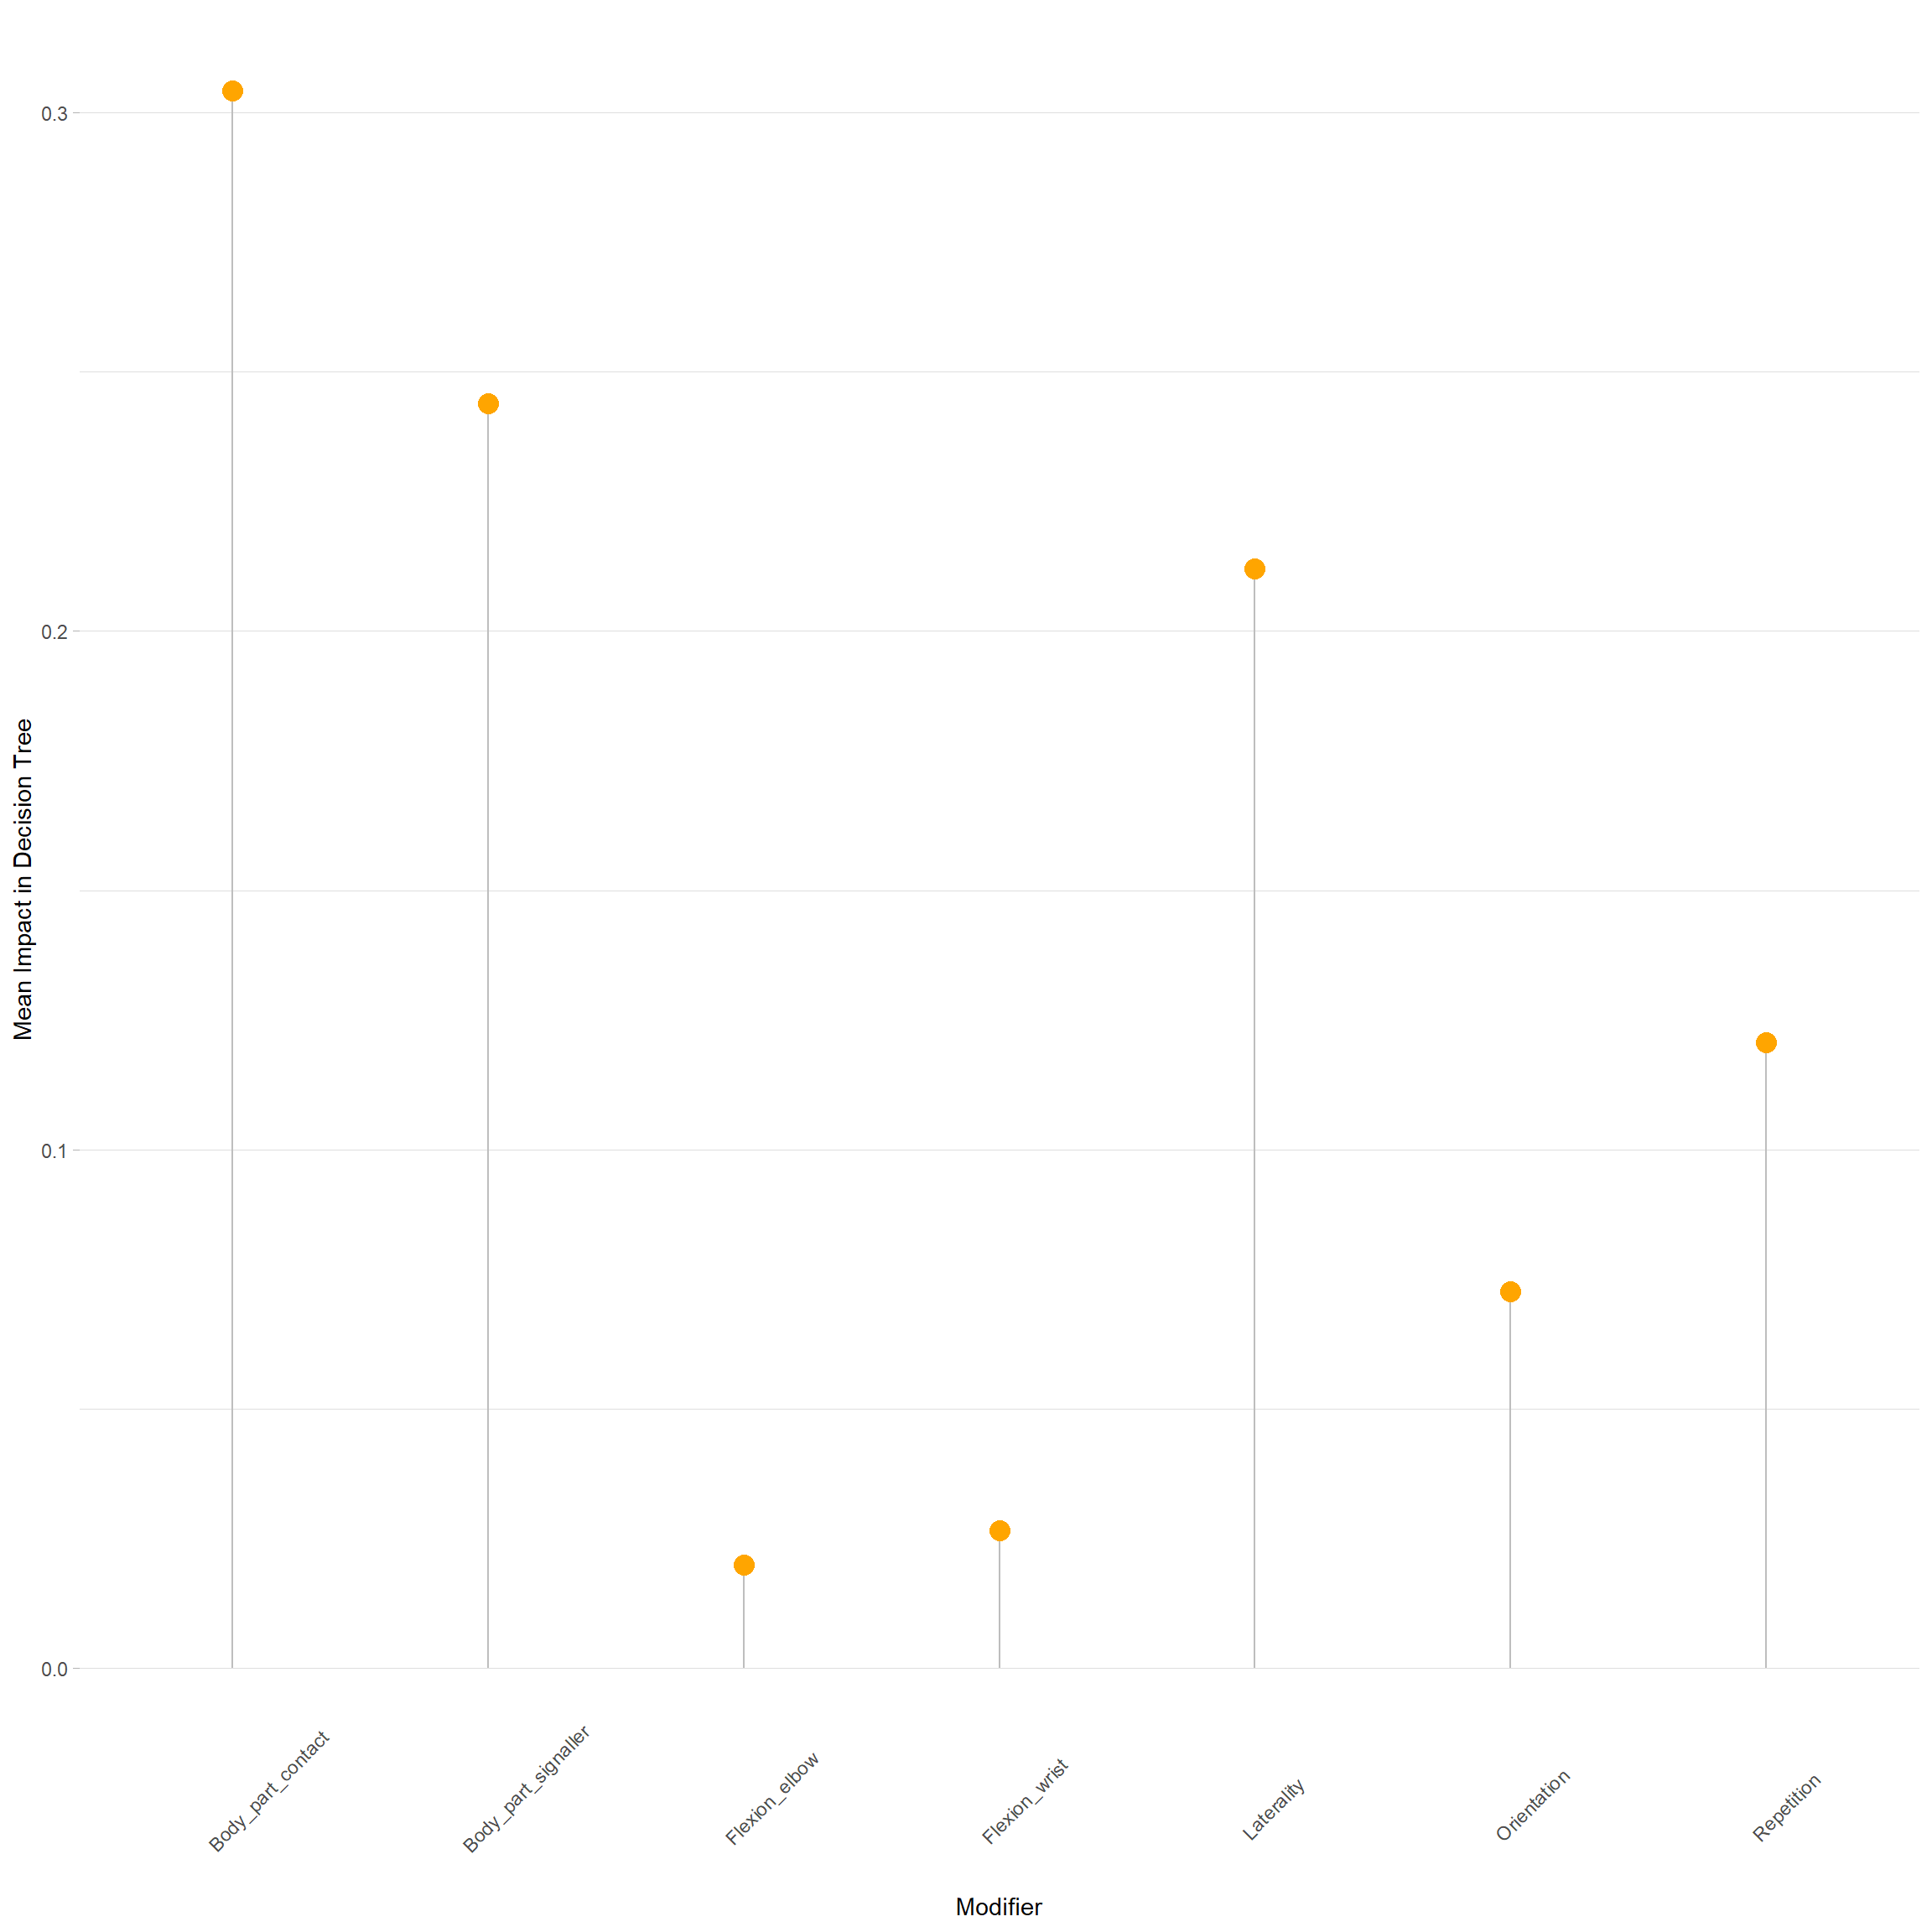 0.3
0.2
0.1
0.0
Mean Impact in Decision Tree
Body_part_contact
Body_part_signaller
Flexion_elbow
Flexion_wrist
Laterality
Orientation
Repetition
Modifier